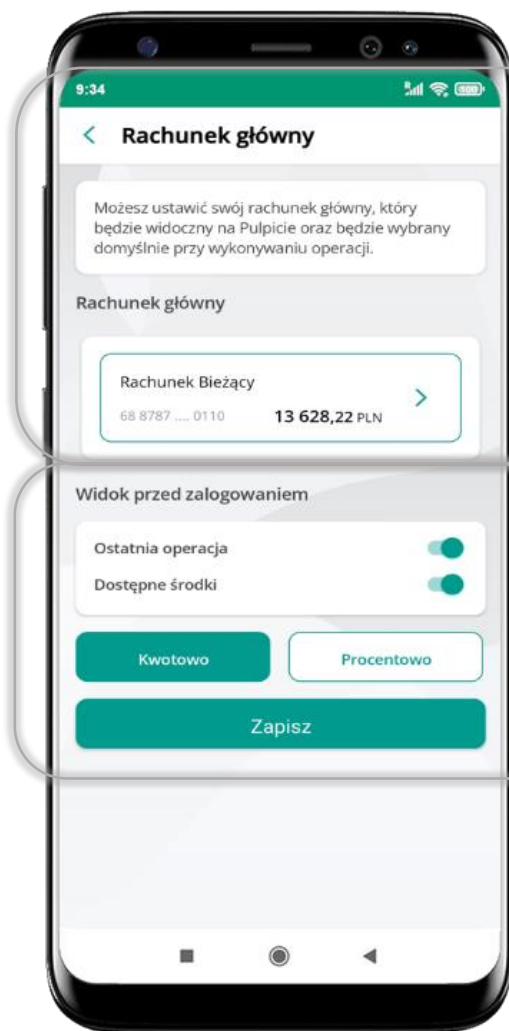 9:34
Rachunek główny
Możesz ustawić swój rachunek główny, który
będzie widoczny na Pulpicie oraz będzie wybrany
domyślnie przy wykonywaniu operacji.
Rachunek główny
Rachunek Bieżący
68 8787 .... 0110 13 628,22 PLN
Widok przed zalogowaniem
Ostatnia operacja
Dostępne środki
Kwotowo Procentowo
Zapisz